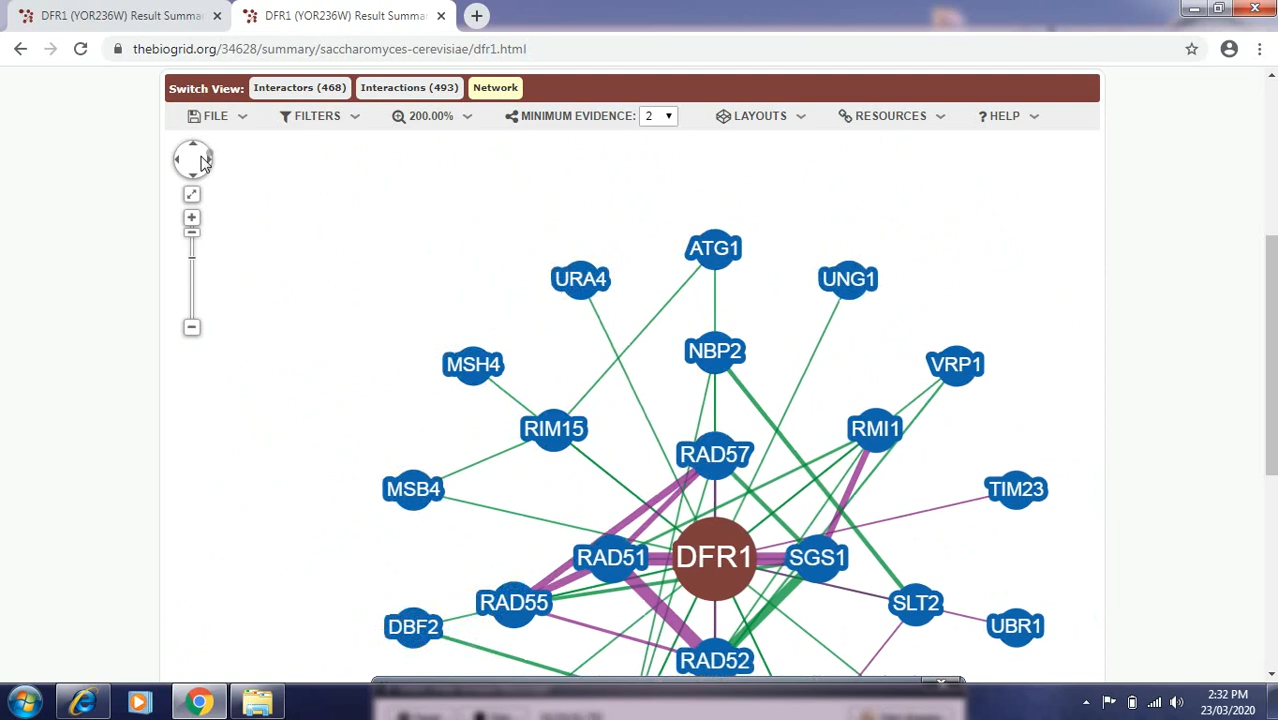 DFR1 (YOR236W) Result Summa
DFR1 (YOR236W) Result Summar
thebiogrid.org/34628/summary/saccharomyces-cerevisiae/dfr1.html
Switch View: Interactors (468) Interactions (493) Network
FILE FILTERS 200.00% MINIMUM EVIDENCE: 2 LAYOUTS RESOURCES HELP
ATG1
URA4
UNG1
NBP2
MSH4
VRP1
RIM15
RMI1
RAD57
MSB4
TIM23
RAD51
DFR1
SGS1
RAD55
SLT2
DBF2
UBR1
RAD52
2:32 PM
23/03/2020